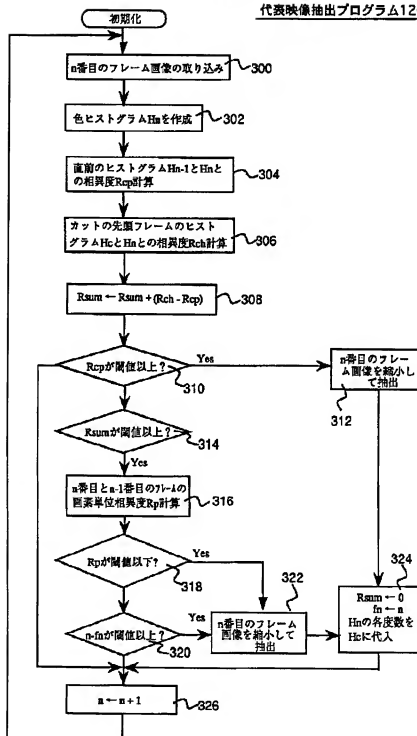 代表映像抽出プログラム12
初期化
n番目のフレーム画像の取り込み
300
色ヒストグラムHnを作成
302
直前のヒストグラムHn-1とHnと
の相異度Rcp計算
304
カットの先頭フレームのヒスト
グラムHcとHnとの相異度Rch計算
306
Rsum ← Rsum + (Rch - Rcp)
308
Rcpが閾値以上?
310
Yes
n番目のフレー
ム画像を縮小し
て抽出
312
Rsumが閾値以上?
314
Yes
n番目とn-1番目のフレームの
画素単位相異度Rp計算
316
Rpが閾値以下?
318
Yes
n-fnが閾値以上?
320
Yes
322
n番目のフレーム
画像を縮小して
抽出
324
Rsum ← 0
fn ← n
Hnの各度数を
Hcに代入
n ← n + 1
326